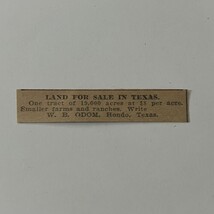 LAND FOR SALE IN TEXAS.
One tract of 15,000 acres at 15 per acre.
Smaller farms and ranches. Write
W. B. ODOM, Hondo, Texas.